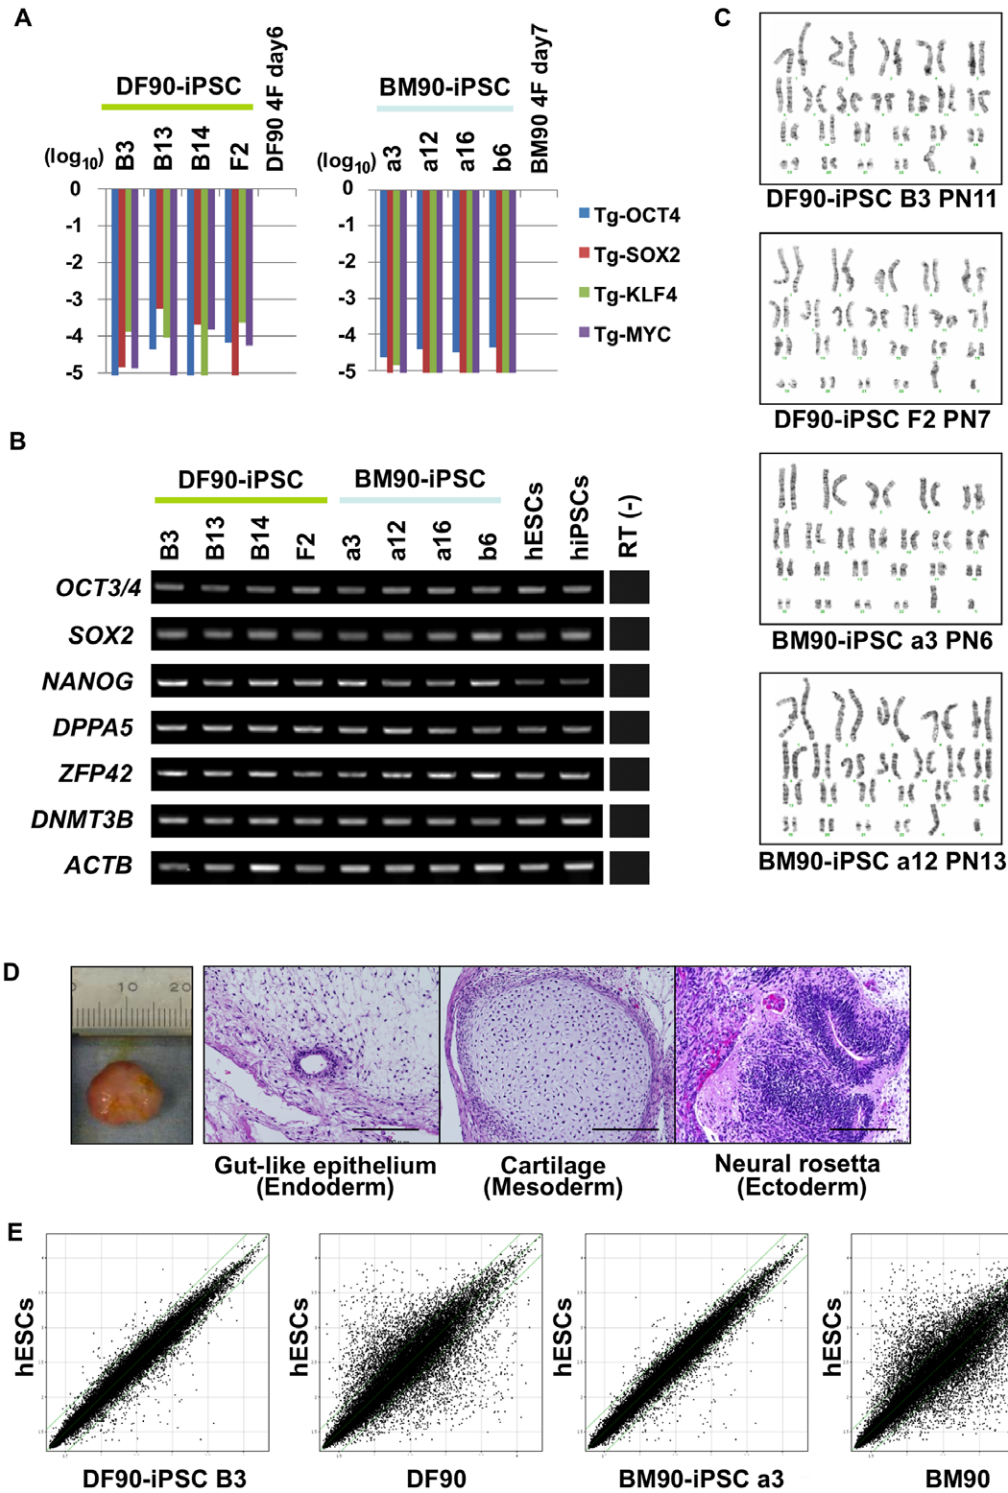 A
DF90-iPSC
DF90 4F day6
(log10)
B3
B13
B14
F2
0
-1
-2
-3
-4
-5
BM90-iPSC
BM90 4F day7
(log10)
a3
a12
a16
b6
0
-1
-2
-3
-4
-5
Tg-OCT4
Tg-SOX2
Tg-KLF4
Tg-MYC
B
DF90-iPSC
BM90-iPSC
B3
B13
B14
F2
a3
a12
a16
b6
hESCs
hiPSCs
RT (-)
OCT3/4
SOX2
NANOG
DPPA5
ZFP42
DNMT3B
ACTB
C
DF90-iPSC B3 PN11
DF90-iPSC F2 PN7
BM90-iPSC a3 PN6
BM90-iPSC a12 PN13
D
10
20
Gut-like epithelium
(Endoderm)
Cartilage
(Mesoderm)
Neural rosetta
(Ectoderm)
E
hESCs
DF90-iPSC B3
hESCs
DF90
hESCs
BM90-iPSC a3
hESCs
BM90